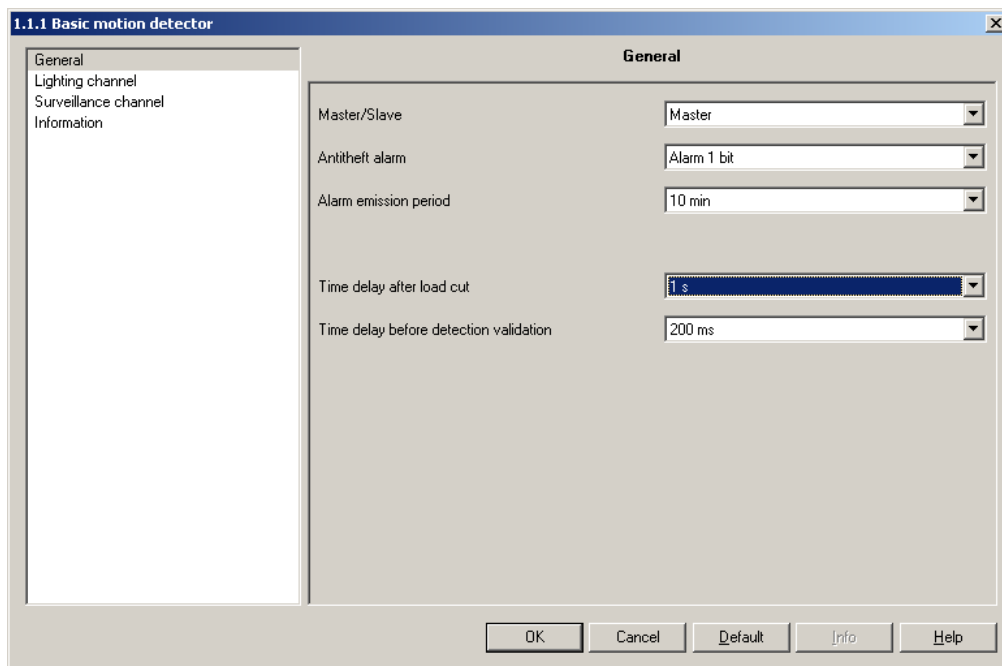 1.1.1 Basic motion detector
General
Lighting channel
Surveillance channel
Information
General
Master/Slave Master
Antitheft alarm Alarm 1 bit
Alarm emission period 10 min
Time delay after load cut 1 s
Time delay before detection validation 200 ms
OK Cancel Default Info Help